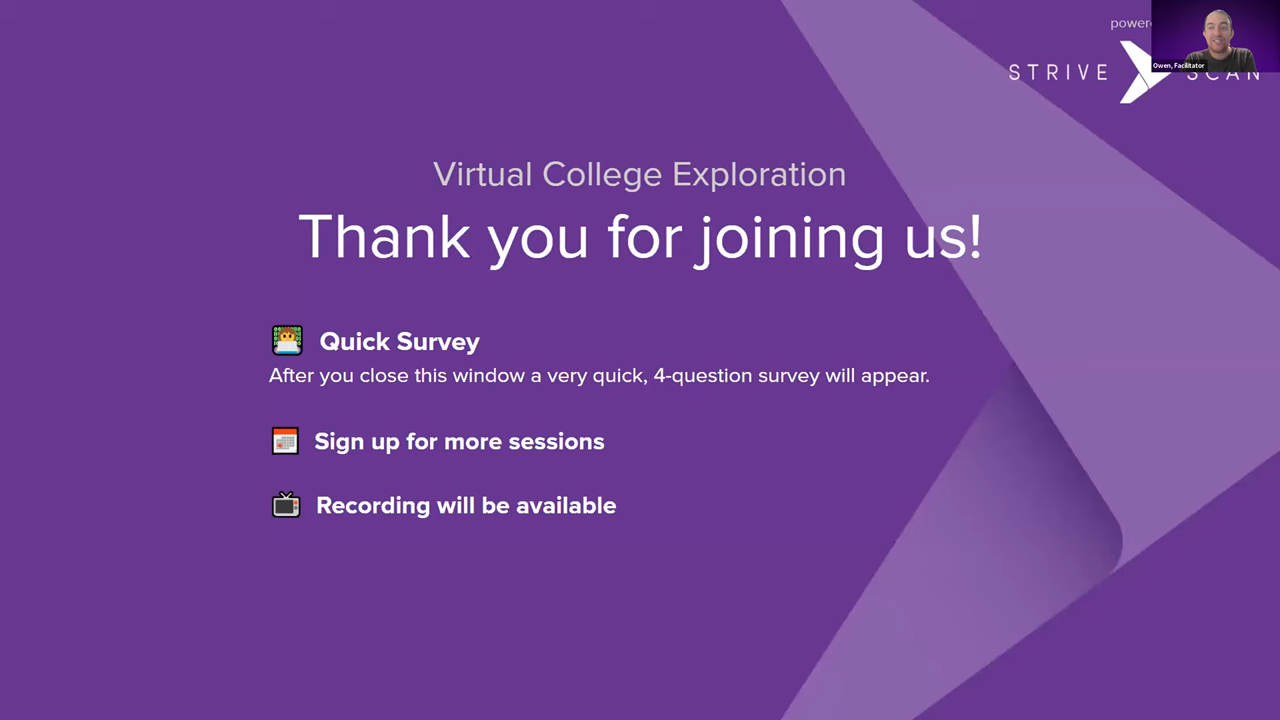 powere
Owen, Facilitator
STRIVE SCAN
Virtual College Exploration
Thank you for joining us!
Quick Survey
After you close this window a very quick, 4-question survey will appear.
Sign up for more sessions
Recording will be available